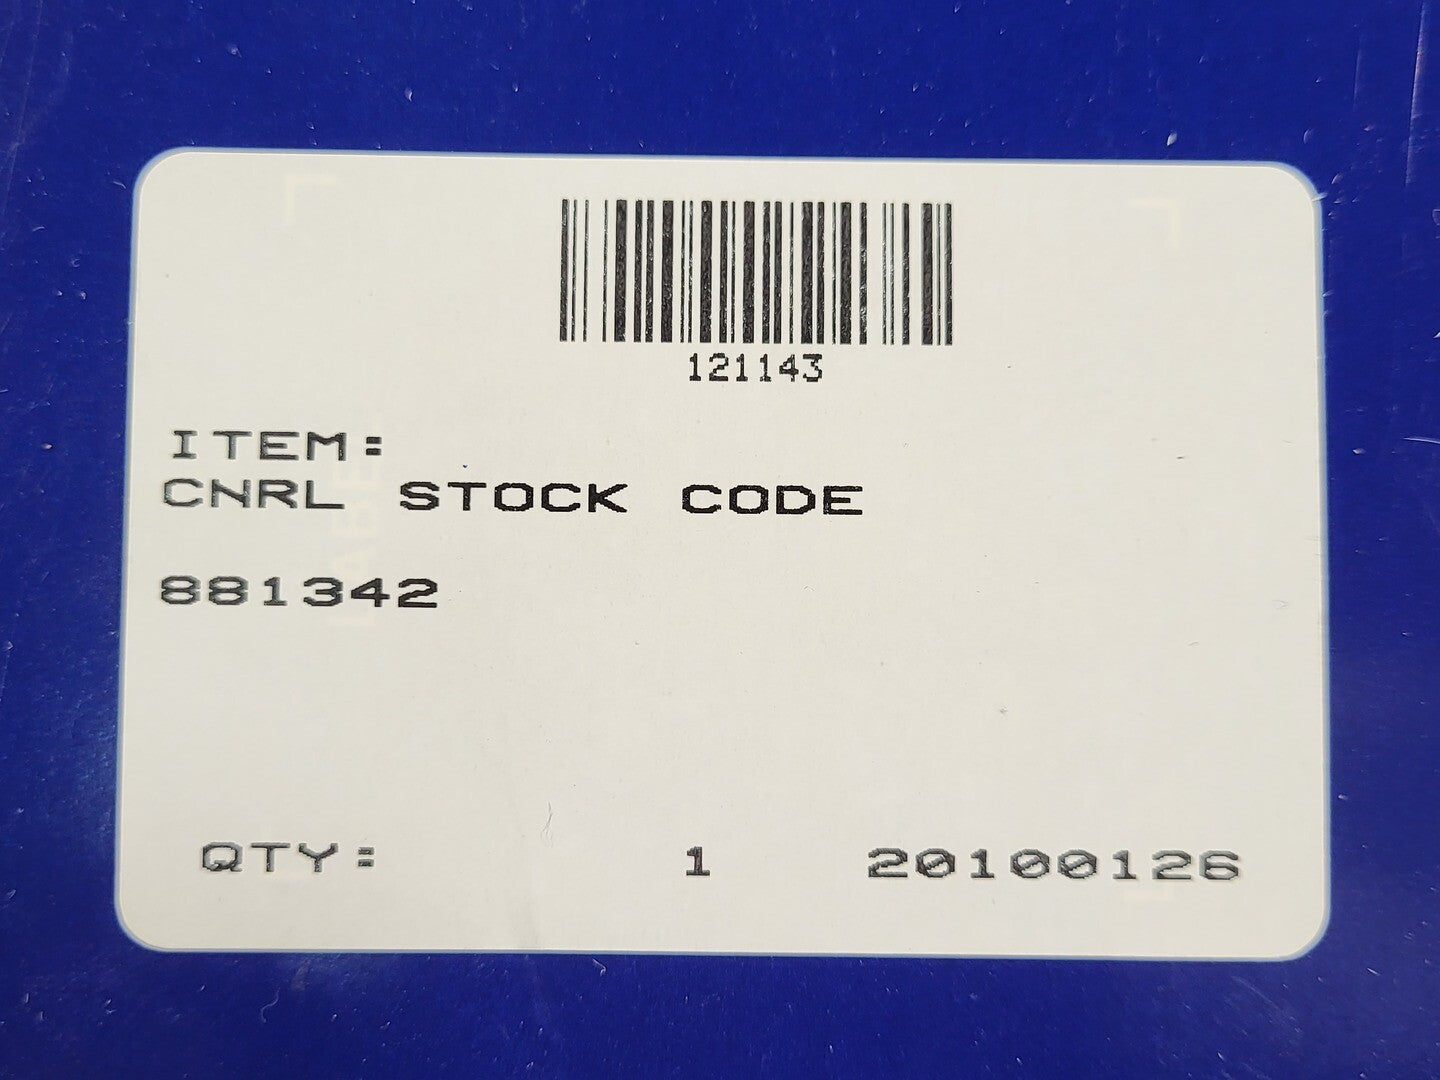 121143
ITEM:
CNRL STOCK CODE
881342
QTY: 1 20100126